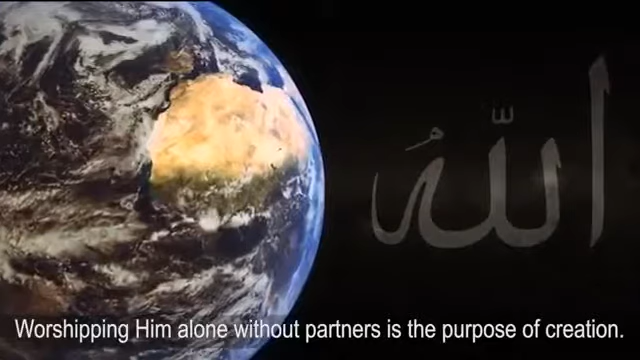 الله
Worshipping Him alone without partners is the purpose of creation.